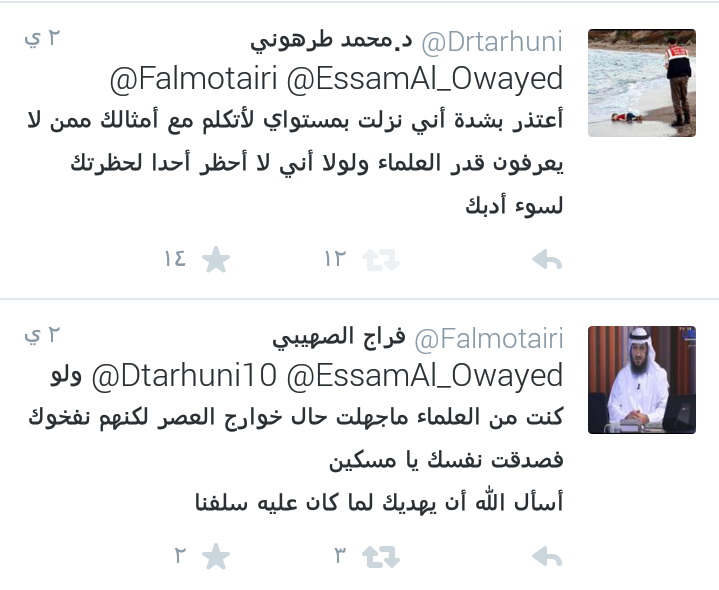 د.محمد طرهوني @Drtarhuni ٢ ي
@Falmotairi @EssamAl_Owayed
أعتذر بشدة أني نزلت بمستواي لأتكلم مع أمثالك ممن لا
يعرفون قدر العلماء ولولا أني لا أحظر أحدا لحظرتك
لسوء أدبك
١٢ ١٤
فراج الصهيبي @Falmotairi ٢ ي
@Dtarhuni10 @EssamAl_Owayed ولو
كنت من العلماء ماجهلت حال خوارج العصر لكنهم نفخوك
فصدقت نفسك يا مسكين
أسأل الله أن يهديك لما كان عليه سلفنا
٣ ٢